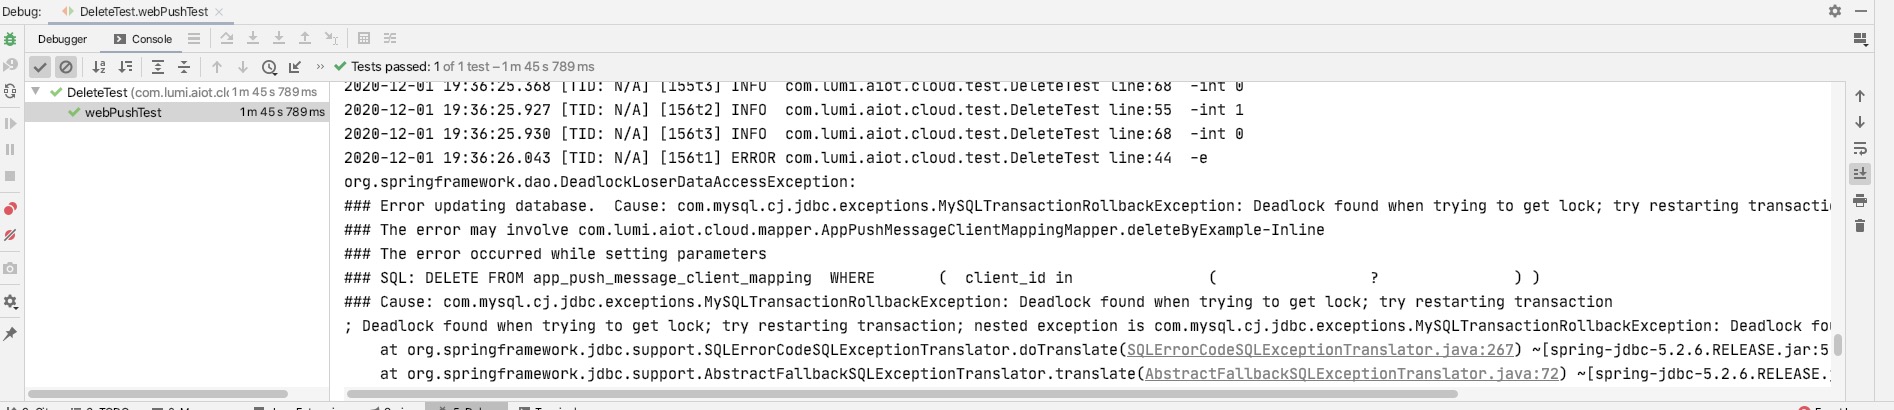 Debug: DeleteTest.webPushTest
Debugger Console
Tests passed: 1 of 1 test – 1 m 45 s 789 ms
DeleteTest (com.lumi.aiot.cl 1 m 45 s 789 ms
webPushTest 1 m 45 s 789 ms
2020-12-01 19:36:25.368 [TID: N/A] [155t3] INFO com.lumi.aiot.cloud.test.DeleteTest line:68 -int 0
2020-12-01 19:36:25.927 [TID: N/A] [156t2] INFO com.lumi.aiot.cloud.test.DeleteTest line:55 -int 1
2020-12-01 19:36:25.930 [TID: N/A] [156t3] INFO com.lumi.aiot.cloud.test.DeleteTest line:68 -int 0
2020-12-01 19:36:26.043 [TID: N/A] [156t1] ERROR com.lumi.aiot.cloud.test.DeleteTest line:44 -e
org.springframework.dao.DeadlockLoserDataAccessException:
### Error updating database. Cause: com.mysql.cj.jdbc.exceptions.MySQLTransactionRollbackException: Deadlock found when trying to get lock; try restarting transacti
### The error may involve com.lumi.aiot.cloud.mapper.AppPushMessageClientMappingMapper.deleteByExample-Inline
### The error occurred while setting parameters
### SQL: DELETE FROM app_push_message_client_mapping WHERE ( client_id in ( ? ) )
### Cause: com.mysql.cj.jdbc.exceptions.MySQLTransactionRollbackException: Deadlock found when trying to get lock; try restarting transaction
; Deadlock found when trying to get lock; try restarting transaction; nested exception is com.mysql.cj.jdbc.exceptions.MySQLTransactionRollbackException: Deadlock fou
at org.springframework.jdbc.support.SQLErrorCodeSQLExceptionTranslator.doTranslate(SQLErrorCodeSQLExceptionTranslator.java:267) ~[spring-jdbc-5.2.6.RELEASE.jar:5
at org.springframework.jdbc.support.AbstractFallbackSQLExceptionTranslator.translate(AbstractFallbackSQLExceptionTranslator.java:72) ~[spring-jdbc-5.2.6.RELEASE.